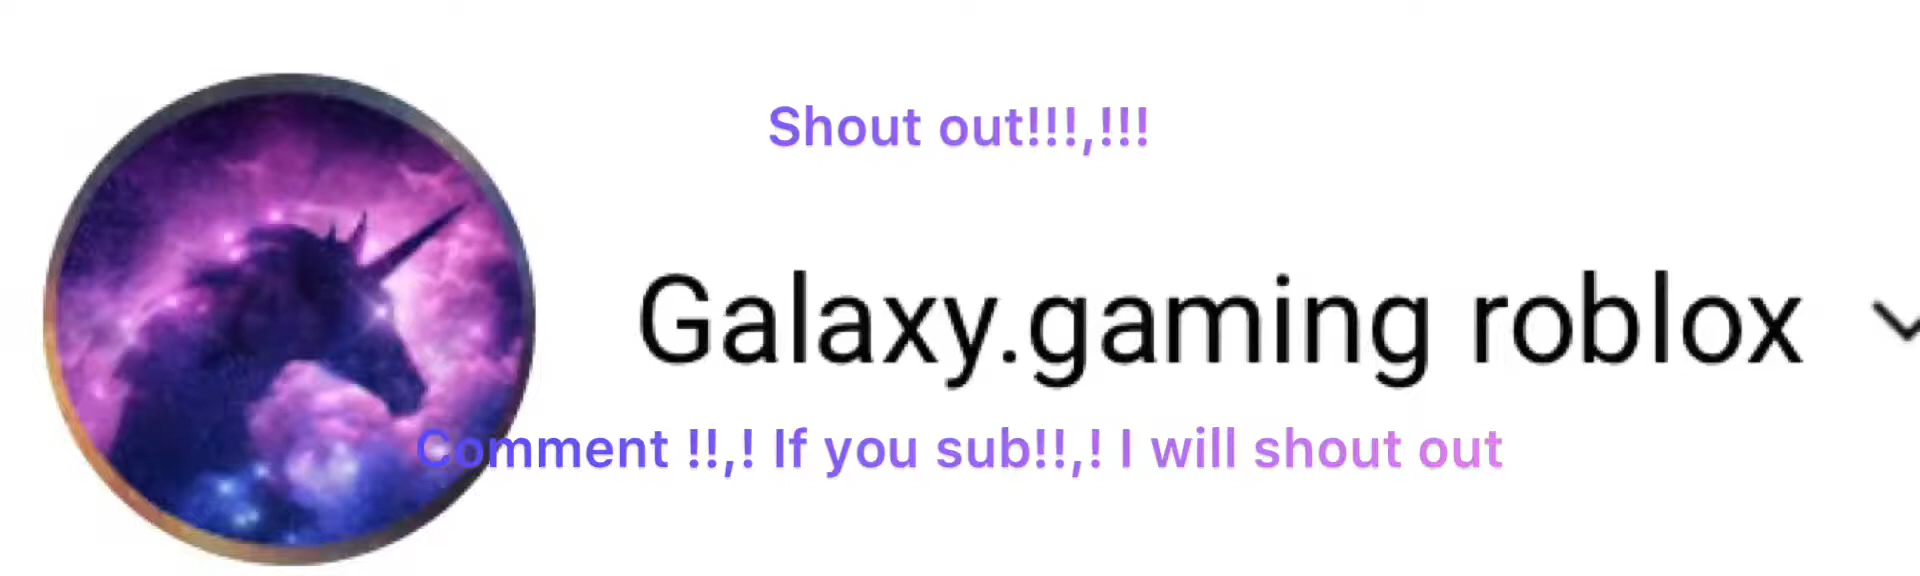 Shout out!!!,!!!
Galaxy.gaming roblox
Comment !!,! If you sub!!,! I will shout out